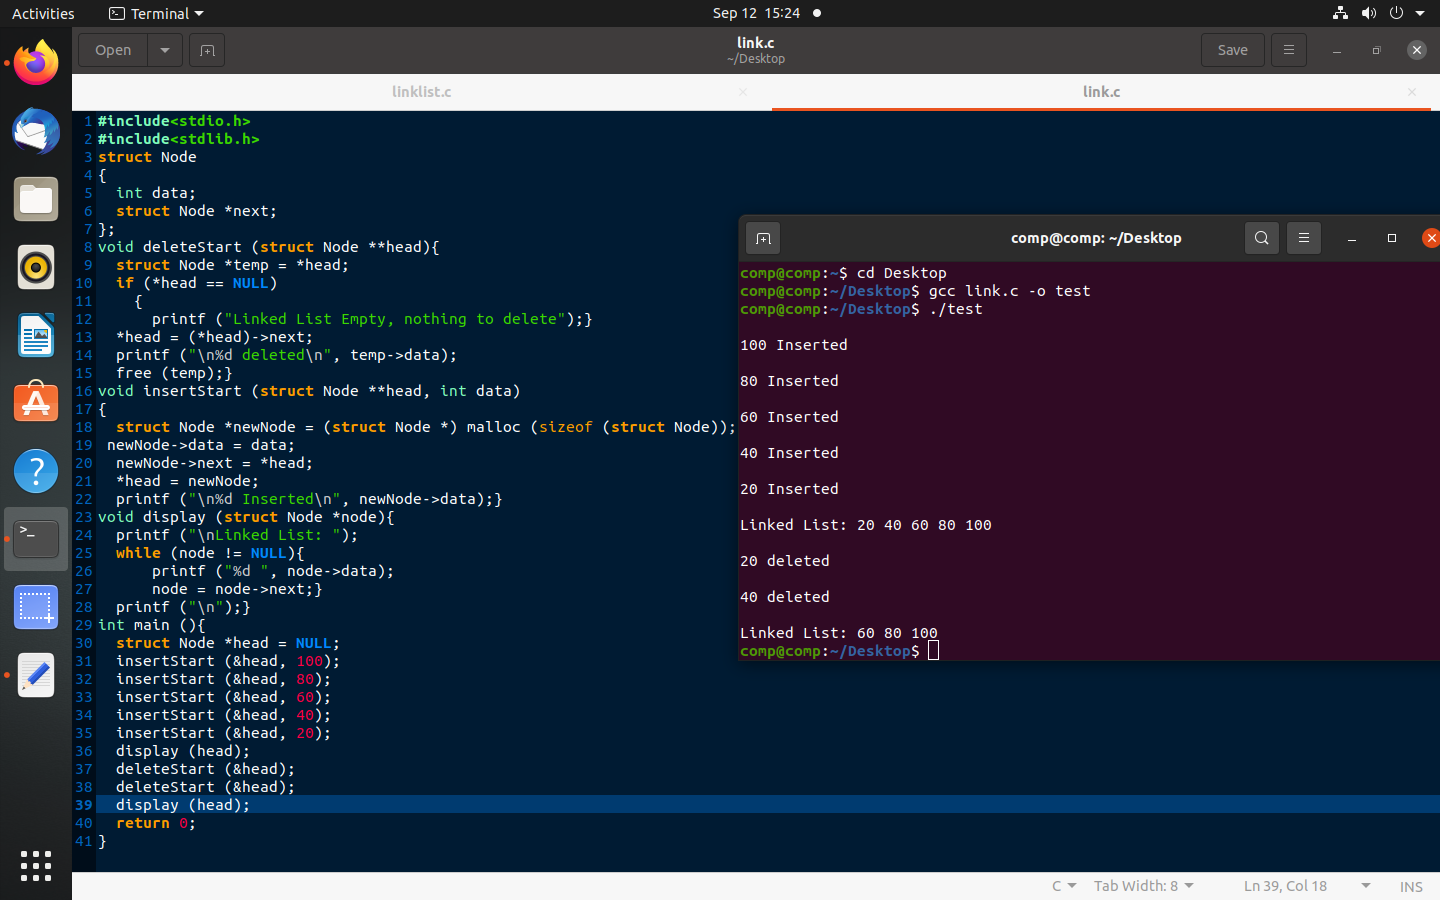 Activities Terminal Sep 12 15:24
Open link.c Save
~/Desktop
linklist.c link.c
1 #include<stdio.h>
2 #include<stdlib.h>
3 struct Node
4 {
5   int data;
6   struct Node *next;
7 };
8 void deleteStart (struct Node **head){
9   struct Node *temp = *head;
10   if (*head == NULL)
11     {
12       printf ("Linked List Empty, nothing to delete");}
13   *head = (*head)->next;
14   printf ("\n%d deleted\n", temp->data);
15   free (temp);}
16 void insertStart (struct Node **head, int data)
17 {
18   struct Node *newNode = (struct Node *) malloc (sizeof (struct Node));
19  newNode->data = data;
20   newNode->next = *head;
21   *head = newNode;
22   printf ("\n%d Inserted\n", newNode->data);}
23 void display (struct Node *node){
24   printf ("\nLinked List: ");
25   while (node != NULL){
26       printf ("%d ", node->data);
27       node = node->next;}
28   printf ("\n");}
29 int main (){
30   struct Node *head = NULL;
31   insertStart (&head, 100);
32   insertStart (&head, 80);
33   insertStart (&head, 60);
34   insertStart (&head, 40);
35   insertStart (&head, 20);
36   display (head);
37   deleteStart (&head);
38   deleteStart (&head);
39   display (head);
40   return 0;
41 }
comp@comp: ~/Desktop
comp@comp:~$ cd Desktop
comp@comp:~/Desktop$ gcc link.c -o test
comp@comp:~/Desktop$ ./test
100 Inserted
80 Inserted
60 Inserted
40 Inserted
20 Inserted
Linked List: 20 40 60 80 100
20 deleted
40 deleted
Linked List: 60 80 100
comp@comp:~/Desktop$
C Tab Width: 8 Ln 39, Col 18 INS